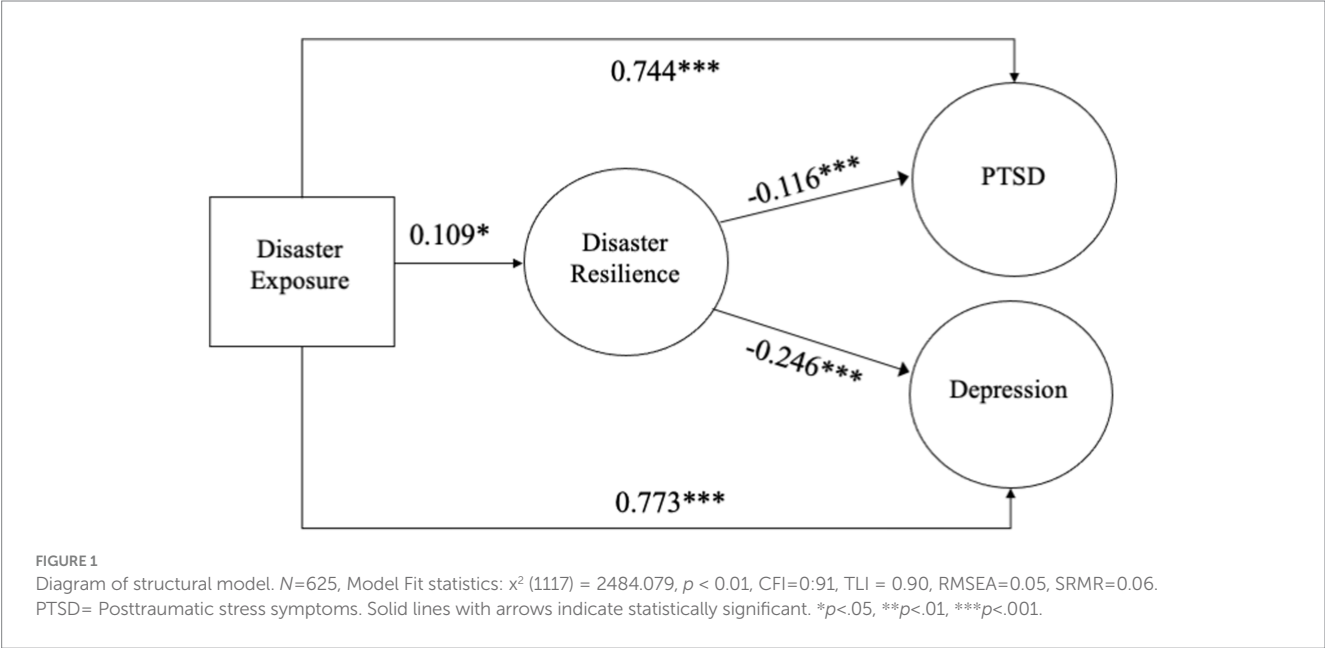 0.744***
PTSD
-0.116***
Disaster
Exposure
0.109*
Disaster
Resilience
-0.246***
Depression
0.773***
FIGURE 1
Diagram of structural model. N=625, Model Fit statistics: x² (1117) = 2484.079, p < 0.01, CFI=0:91, TLI = 0.90, RMSEA=0.05, SRMR=0.06.
PTSD= Posttraumatic stress symptoms. Solid lines with arrows indicate statistically significant. *p<.05, **p<.01, ***p<.001.